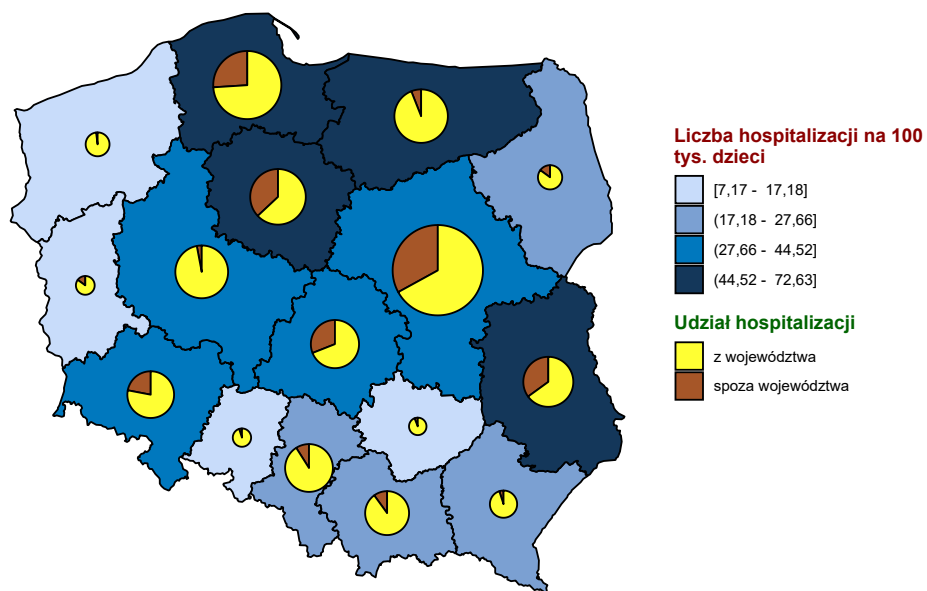 Liczba hospitalizacji na 100
tys. dzieci
[7,17 - 17,18]
(17,18 - 27,66]
(27,66 - 44,52]
(44,52 - 72,63]
Udział hospitalizacji
z województwa
spoza województwa